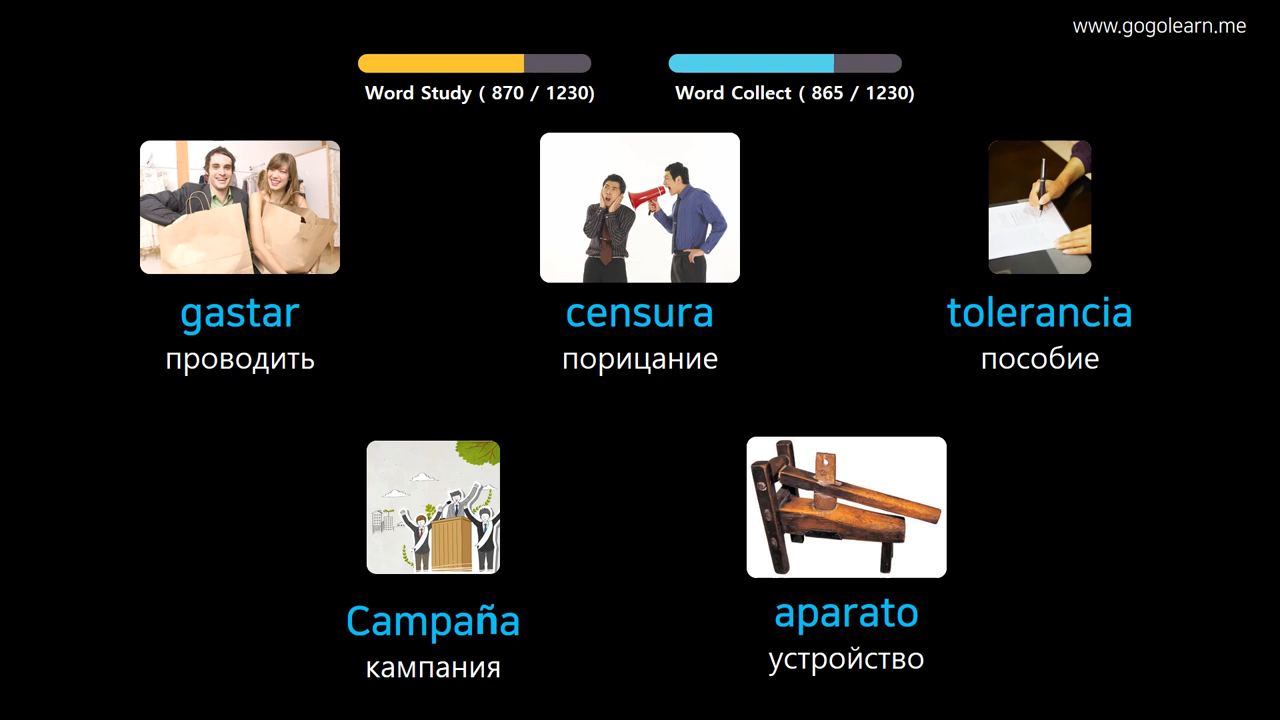 www.gogolearn.me
Word Study ( 870 / 1230)
Word Collect ( 865 / 1230)
gastar
проводить
censura
порицание
tolerancia
пособие
Campaña
кампания
aparato
устройство